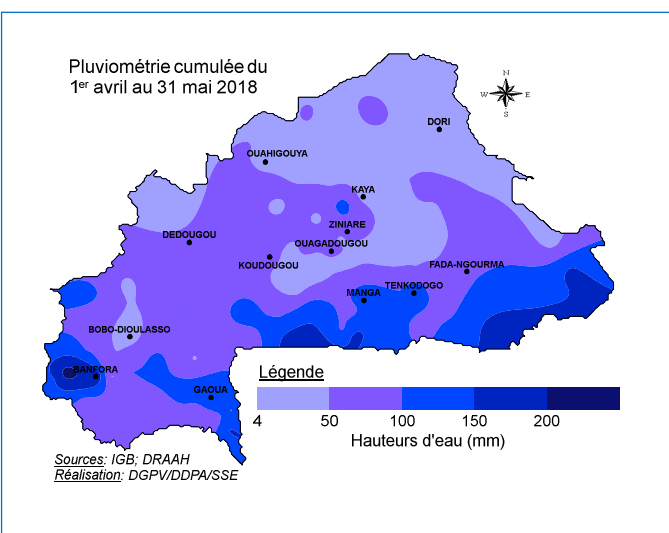 Pluviométrie cumulée du
1er avril au 31 mai 2018
N
W E
S
DORI
OUAHIGOUYA
KAYA
ZINIARE
DEDOUGOU
OUAGADOUGOU
KOUDOUGOU
FADA-NGOURMA
TENKODOGO
MANGA
BOBO-DIOULASSO
BANFORA
GAOUA
Légende
4 50 100 150 200
Hauteurs d'eau (mm)
Sources: IGB; DRAAH
Réalisation: DGPV/DDPA/SSE